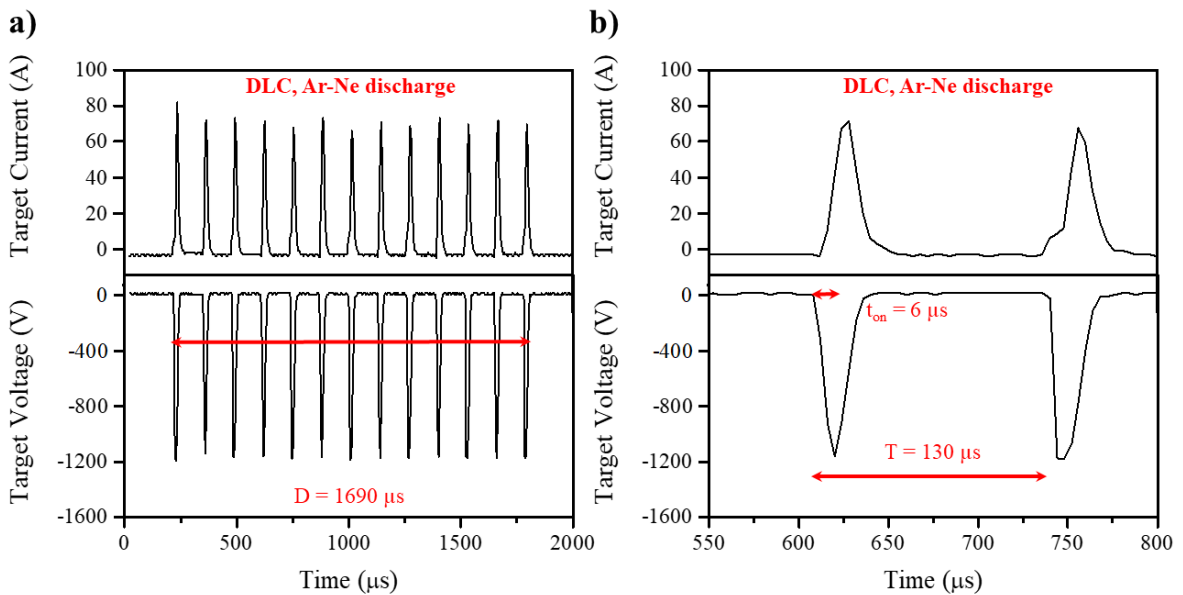 a)
DLC, Ar-Ne discharge
Target Current (A)
100
80
60
40
20
0
Target Voltage (V)
0
-400
-800
-1200
-1600
D = 1690 µs
0 500 1000 1500 2000
Time (µs)
b)
DLC, Ar-Ne discharge
Target Current (A)
100
80
60
40
20
0
Target Voltage (V)
0
-400
-800
-1200
-1600
ton = 6 µs
T = 130 µs
550 600 650 700 750 800
Time (µs)